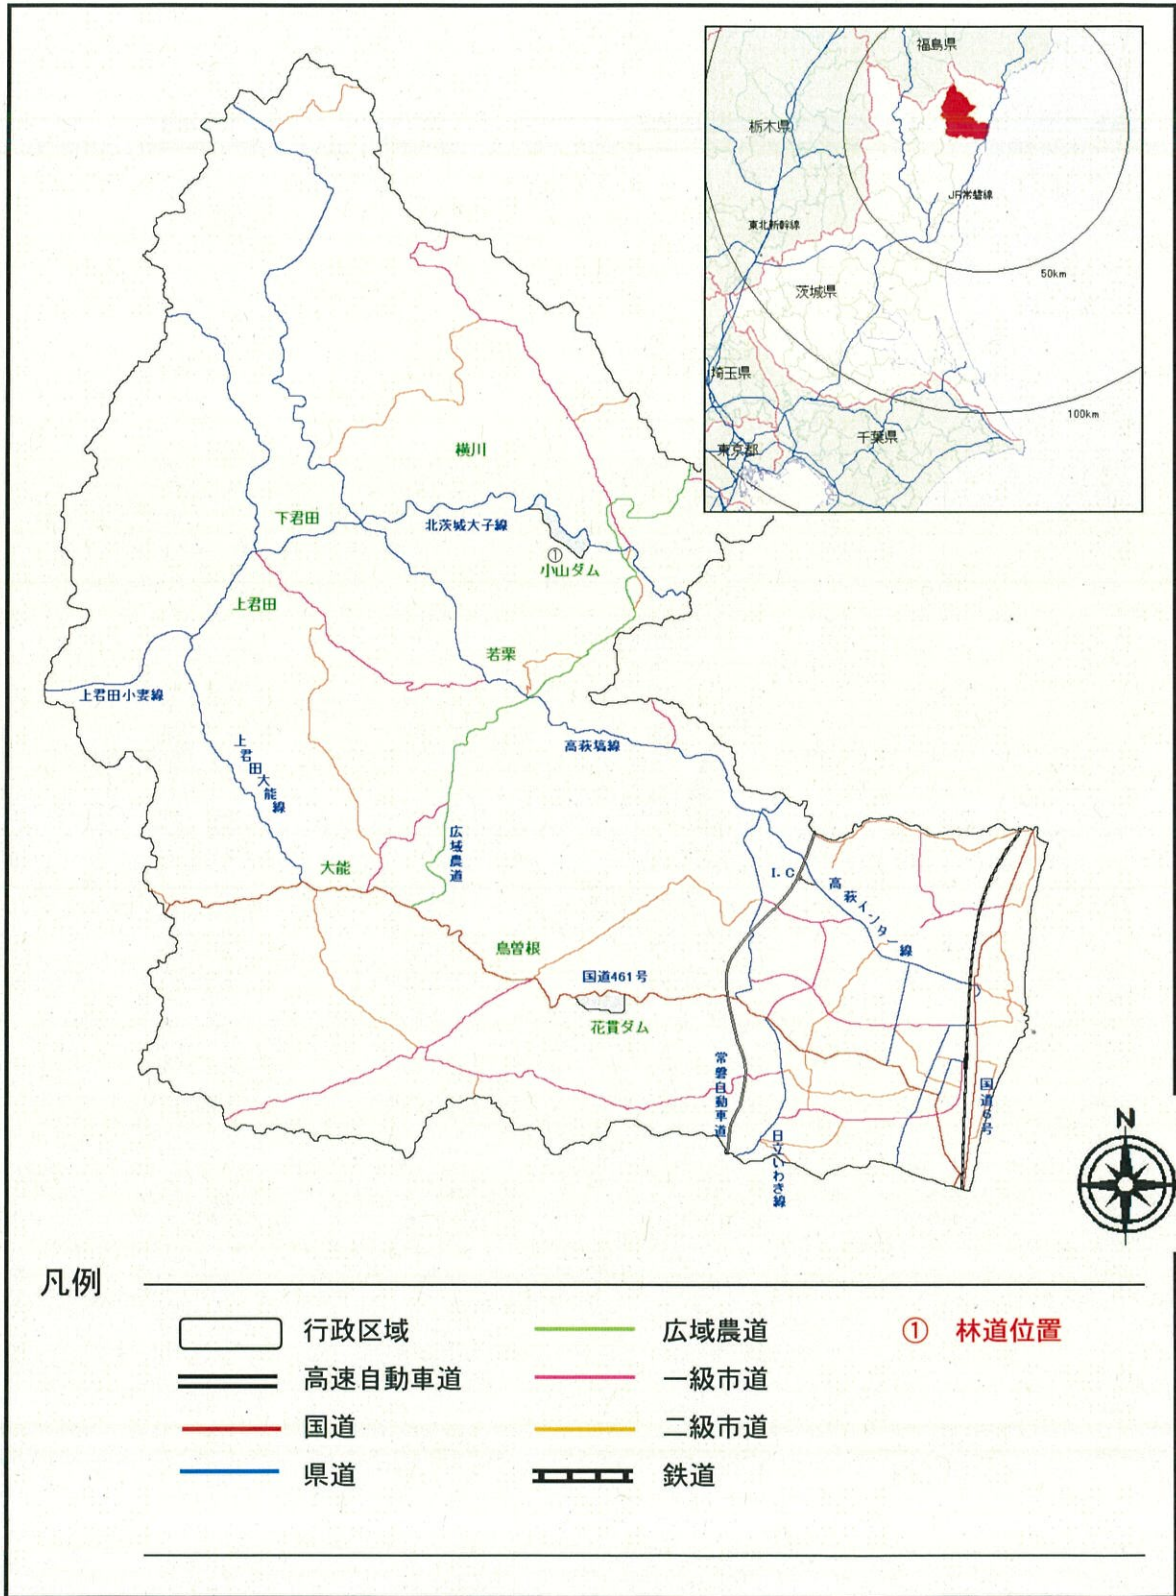 福島県
栃木県
JR常磐線
東北新幹線
50km
茨城県
埼玉県
100km
千葉県
東京都
横川
下君田
北茨城大子線
①
小山ダム
上君田
若栗
上君田小妻線
高萩塙線
上君田大能線
広域農道
大能
I.C
高萩インター線
鳥曽根
国道461号
花貫ダム
常磐自動車道
国道6号
日立いわき線
N
凡例
行政区域
広域農道
① 林道位置
高速自動車道
一級市道
国道
二級市道
県道
鉄道